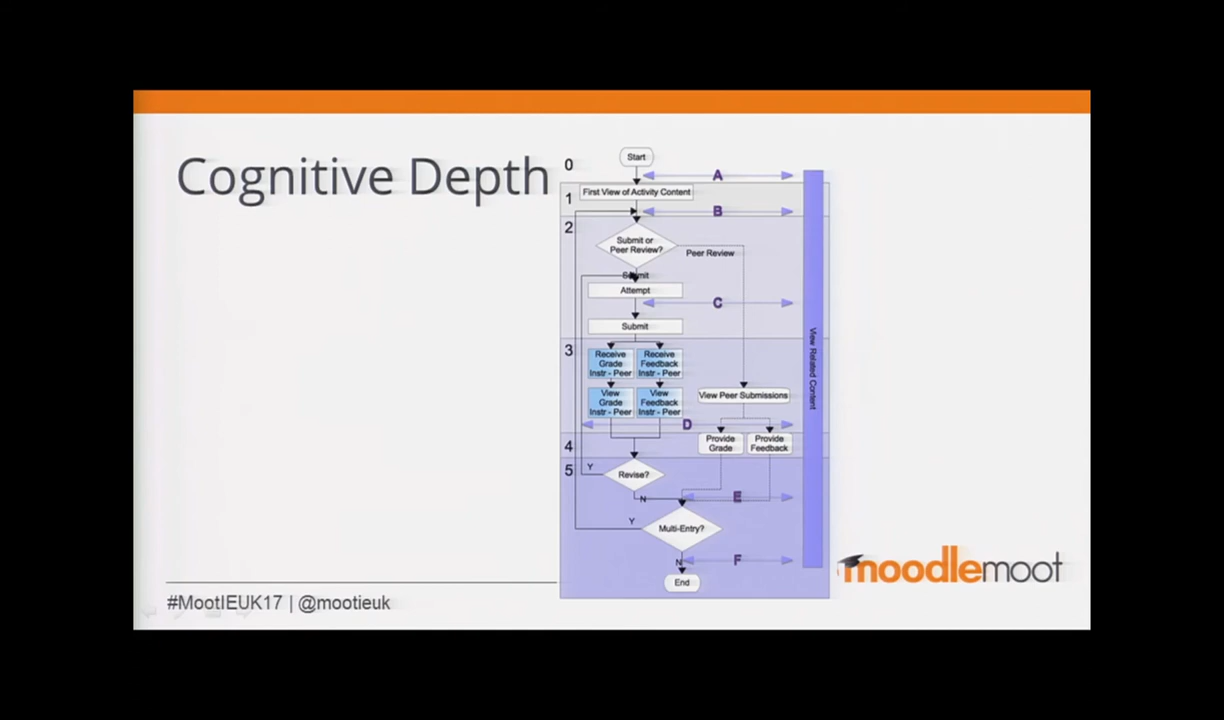 Cognitive Depth
0
Start
A
1
First View of Activity Content
B
2
Submit or
Peer Review?
Peer Review
Submit
Attempt
C
Submit
3
Receive
Grade
Instr - Peer
Receive
Feedback
Instr - Peer
View
Grade
Instr - Peer
View
Feedback
Instr - Peer
View Peer Submissions
D
4
Provide
Grade
Provide
Feedback
5
Y
Revise?
N
E
Y
Multi-Entry?
N
F
End
View Related Content
moodlemoot
#MootIEUK17 | @mootieuk